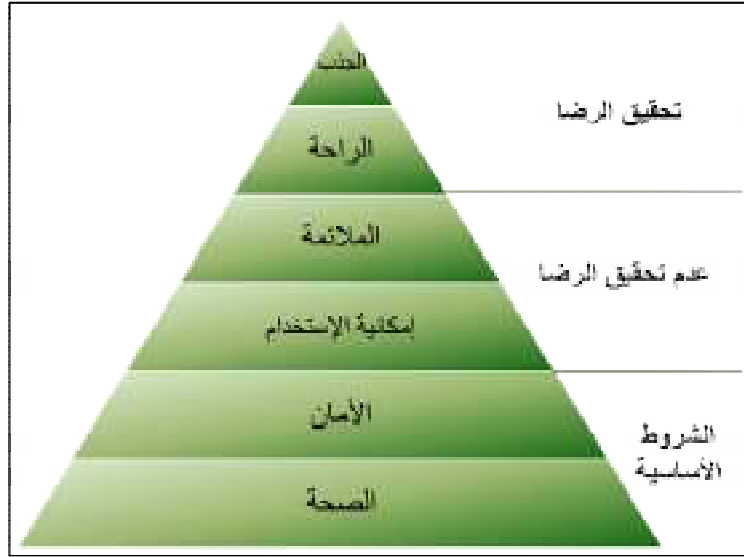 الجذب
الراحة
الملائمة
إمكانية الإستخدام
الأمان
الصحة
تحقيق الرضا
عدم تحقيق الرضا
الشروط
الأساسية